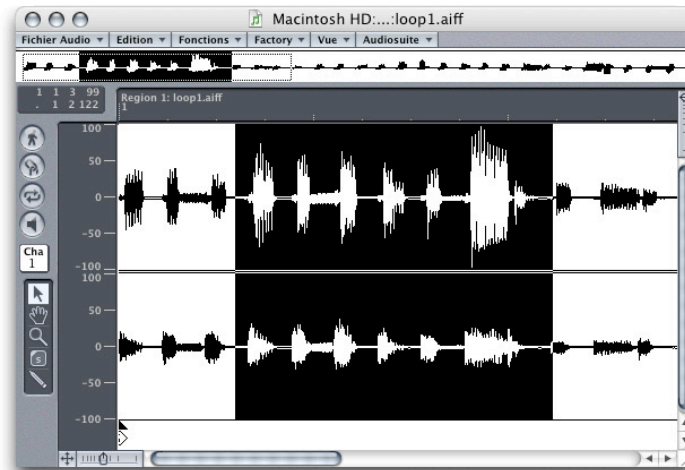 Macintosh HD:...:loop1.aiff
Fichier Audio Edition Fonctions Factory Vue Audiosuite
1 1 3 99
. 1 2 122
Region 1: loop1.aiff
1
100
50
0
-50
-100
100
50
0
-50
-100
Cha
1
S